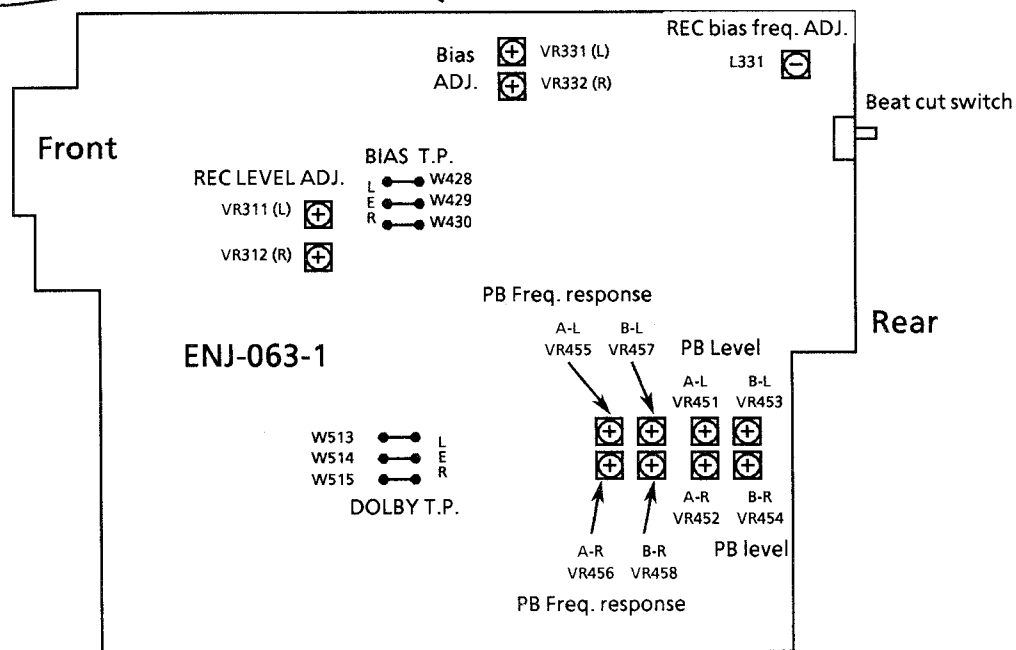 REC bias freq. ADJ.
Bias
ADJ.
VR331 (L)
VR332 (R)
L331
Beat cut switch
Front
BIAS T.P.
REC LEVEL ADJ.
L
E
R
W428
W429
W430
VR311 (L)
VR312 (R)
PB Freq. response
Rear
A-L
VR455
B-L
VR457
PB Level
ENJ-063-1
A-L
VR451
B-L
VR453
W513
W514
W515
L
E
R
DOLBY T.P.
A-R
VR452
B-R
VR454
PB level
A-R
VR456
B-R
VR458
PB Freq. response